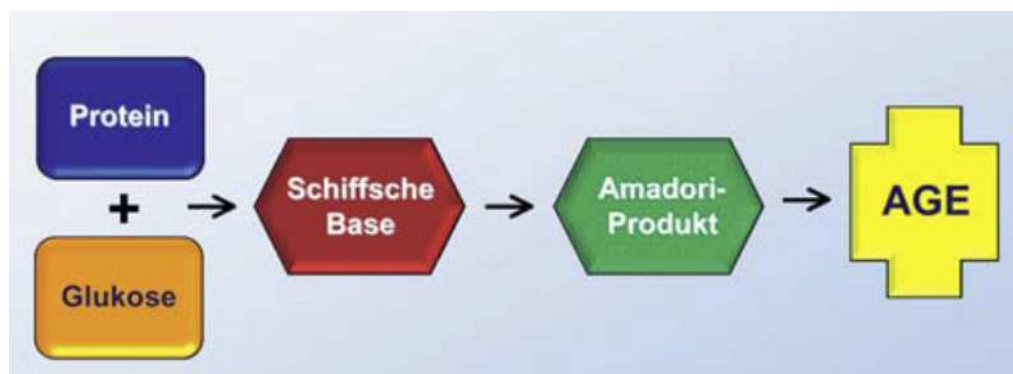 Protein
+
Glukose
Schiffsche
Base
Amadori-
Produkt
AGE